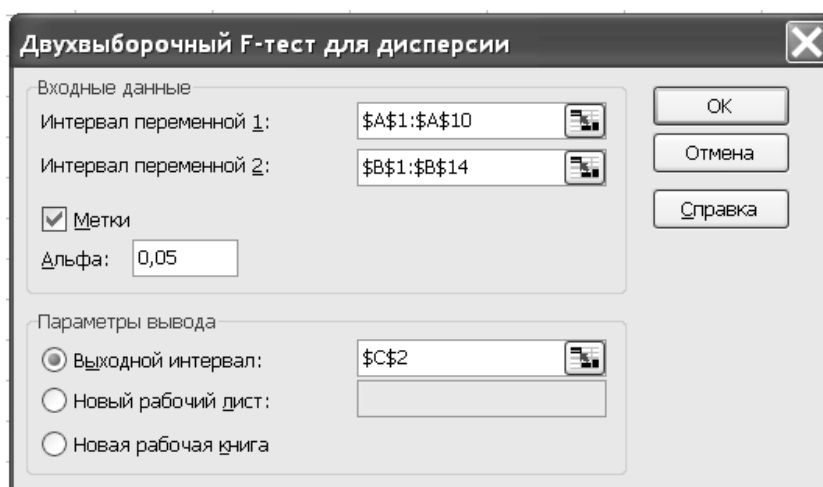 Двухвыборочный F-тест для дисперсии
Входные данные
Интервал переменной 1: $A$1:$A$10
Интервал переменной 2: $B$1:$B$14
Метки
Альфа: 0,05
ОК
Отмена
Справка
Параметры вывода
Выходной интервал: $C$2
Новый рабочий лист:
Новая рабочая книга